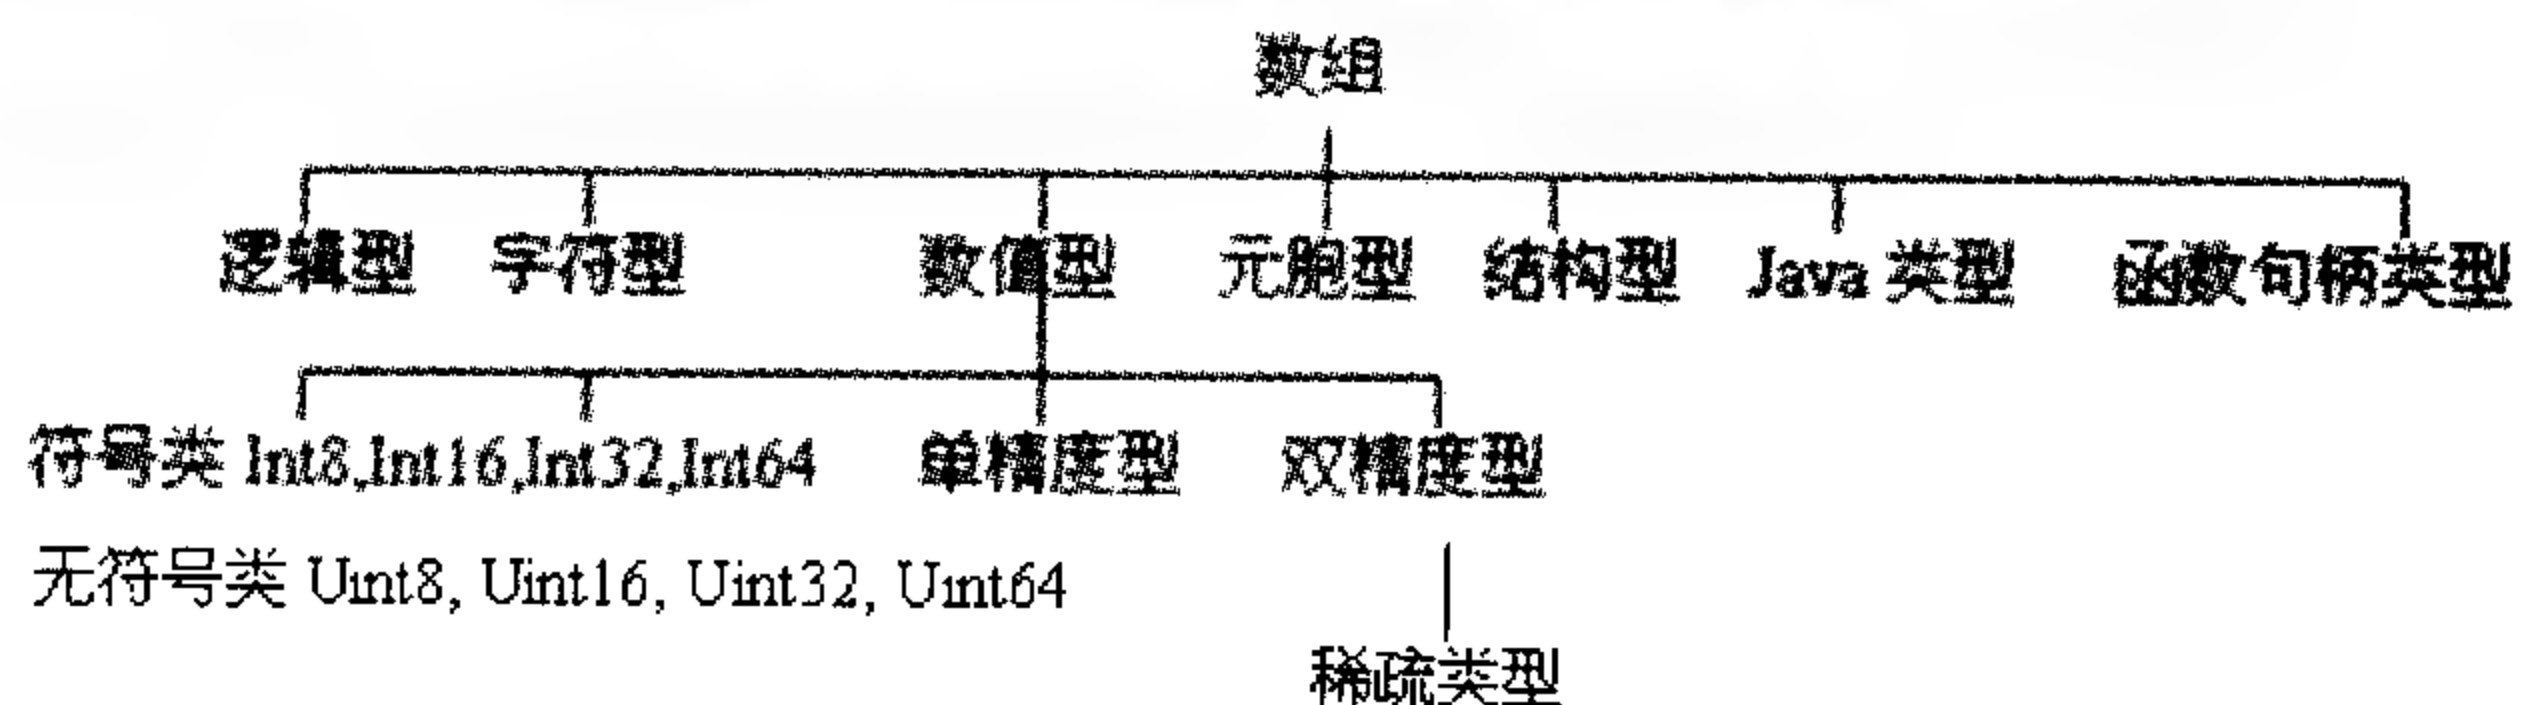 数组
逻辑型 字符型 数值型 元胞型 结构型 Java 类型 函数句柄类型
符号类 Int8,Int16,Int32,Int64 单精度型 双精度型
无符号类 Uint8, Uint16, Uint32, Uint64
稀疏类型